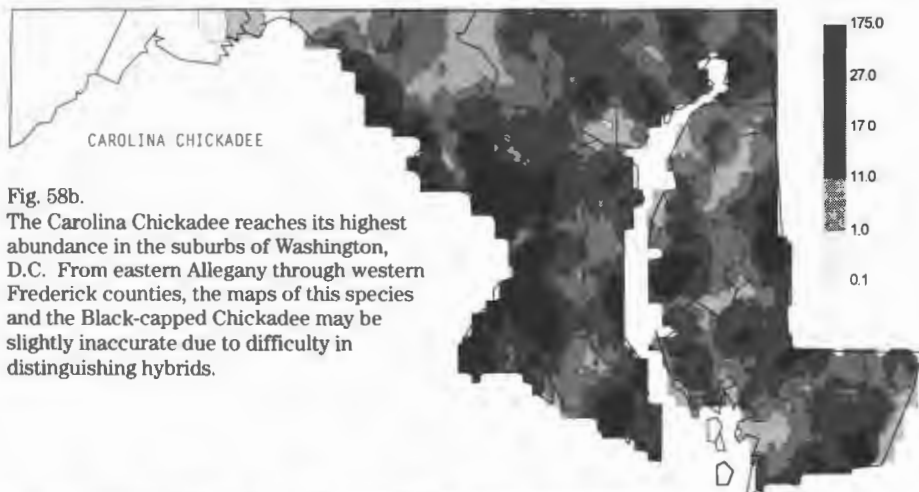 CAROLINA CHICKADEE
Fig. 58b.
The Carolina Chickadee reaches its highest
abundance in the suburbs of Washington,
D.C. From eastern Allegany through western
Frederick counties, the maps of this species
and the Black-capped Chickadee may be
slightly inaccurate due to difficulty in
distinguishing hybrids.
175.0
27.0
17.0
11.0
1.0
0.1